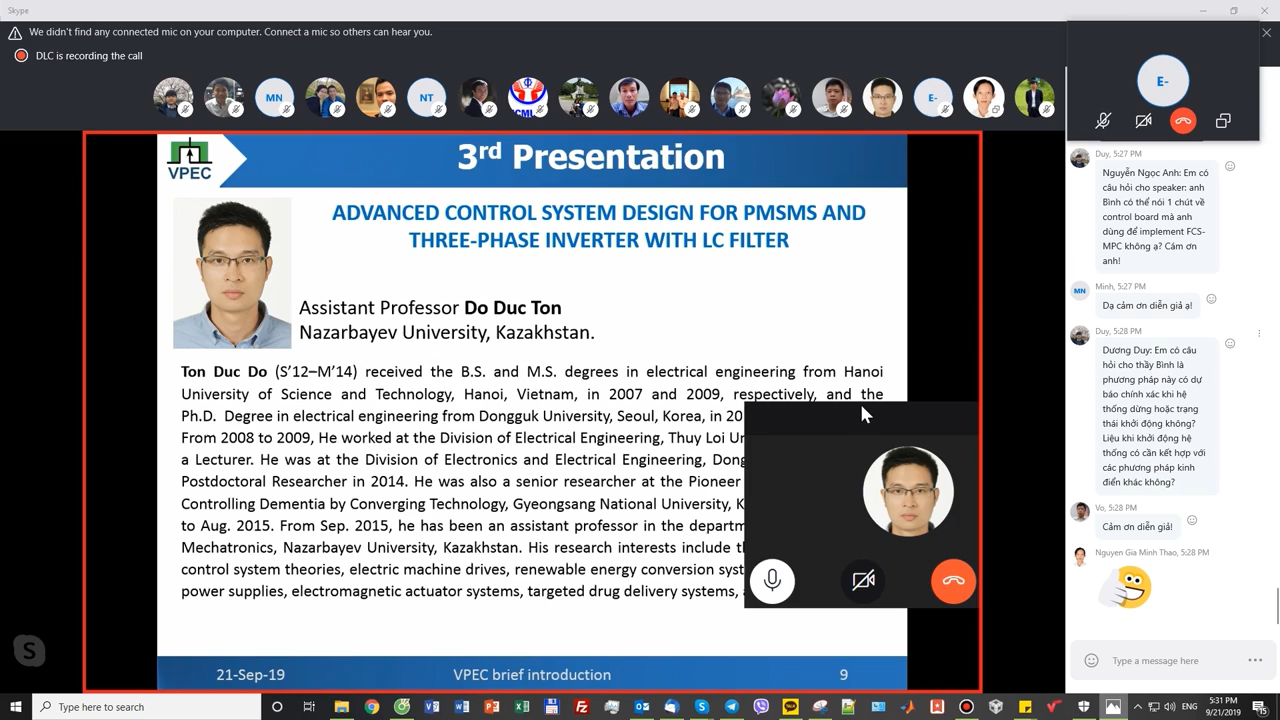 Skype
We didn't find any connected mic on your computer. Connect a mic so others can hear you.
DLC is recording the call
MN
NT
E-
E-
VPEC
3rd Presentation
ADVANCED CONTROL SYSTEM DESIGN FOR PMSMS AND
THREE-PHASE INVERTER WITH LC FILTER
Assistant Professor Do Duc Ton
Nazarbayev University, Kazakhstan.
Ton Duc Do (S'12–M'14) received the B.S. and M.S. degrees in electrical engineering from Hanoi
University of Science and Technology, Hanoi, Vietnam, in 2007 and 2009, respectively, and the
Ph.D. Degree in electrical engineering from Dongguk University, Seoul, Korea, in 20
From 2008 to 2009, He worked at the Division of Electrical Engineering, Thuy Loi
a Lecturer. He was at the Division of Electronics and Electrical Engineering,
Postdoctoral Researcher in 2014. He was also a senior researcher at the Pioneer
Controlling Dementia by Converging Technology, Gyeongsang National University,
to Aug. 2015. From Sep. 2015, he has been an assistant professor in the
Mechatronics, Nazarbayev University, Kazakhstan. His research interests include
control system theories, electric machine drives, renewable energy conversion
power supplies, electromagnetic actuator systems, targeted drug delivery systems,
21-Sep-19
VPEC brief introduction
9
Duy, 5:27 PM
Nguyễn Ngọc Anh: Em có
câu hỏi cho speaker: anh
Bình có thể nói 1 chút về
control board mà anh
dùng để implement FCS-
MPC không ạ? Cảm ơn
anh!
MN
Minh, 5:27 PM
Dạ cảm ơn diễn giả ạ!
Duy, 5:28 PM
Dương Duy: Em có câu
hỏi cho thầy Bình là
phương pháp này có dự
báo chính xác khi hệ
thống dừng hoặc trạng
thái khởi động không?
Liệu khi khởi động hệ
thống có cần kết hợp với
các phương pháp kinh
điển khác không?
Vo, 5:28 PM
Cảm ơn diễn giả!
Nguyen Gia Minh Thao, 5:28 PM
Type a message here
Type here to search
ENG
5:31 PM
9/21/2019
15